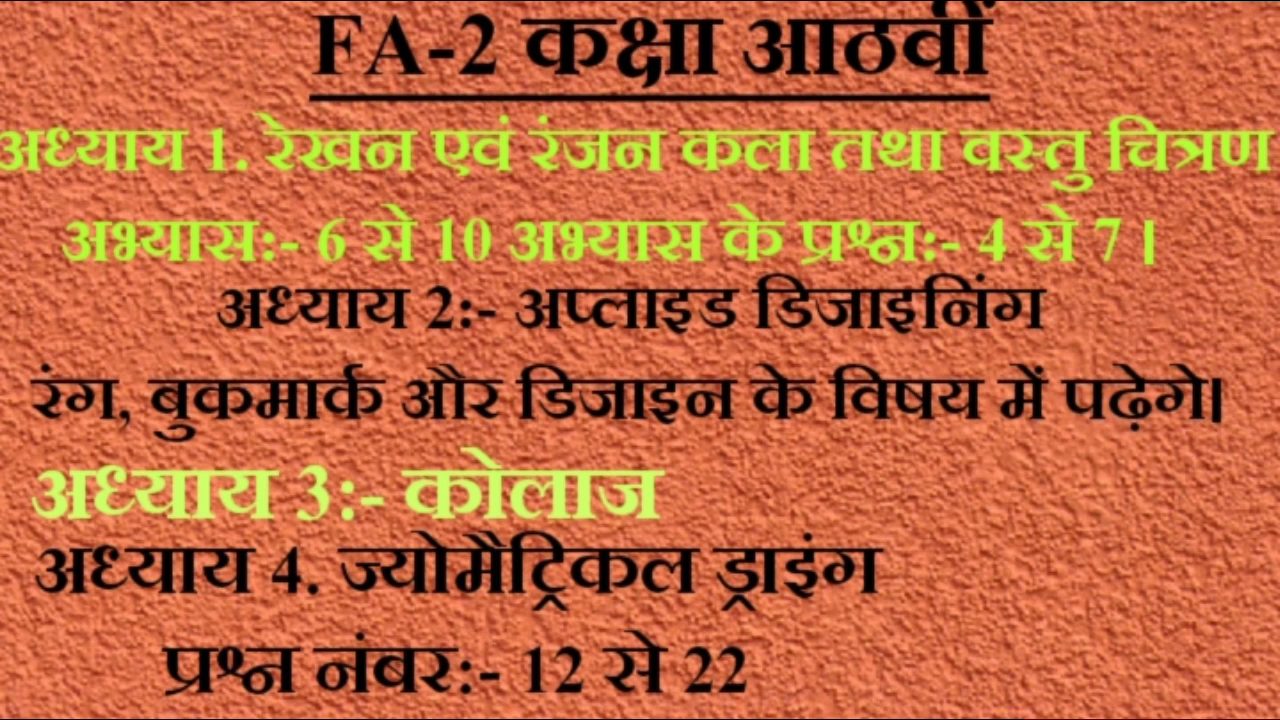 FA-2 कक्षा आठवीं
अध्याय 1. रेखन एवं रंजन कला तथा वस्तु चित्रण
अभ्यास:- 6 से 10 अभ्यास के प्रश्न:- 4 से 7।
अध्याय 2:- अप्लाइड डिजाइनिंग
रंग, बुकमार्क और डिजाइन के विषय में पढ़ेगे।
अध्याय 3:- कोलाज
अध्याय 4. ज्योमैट्रिकल ड्राइंग
प्रश्न नंबर:- 12 से 22